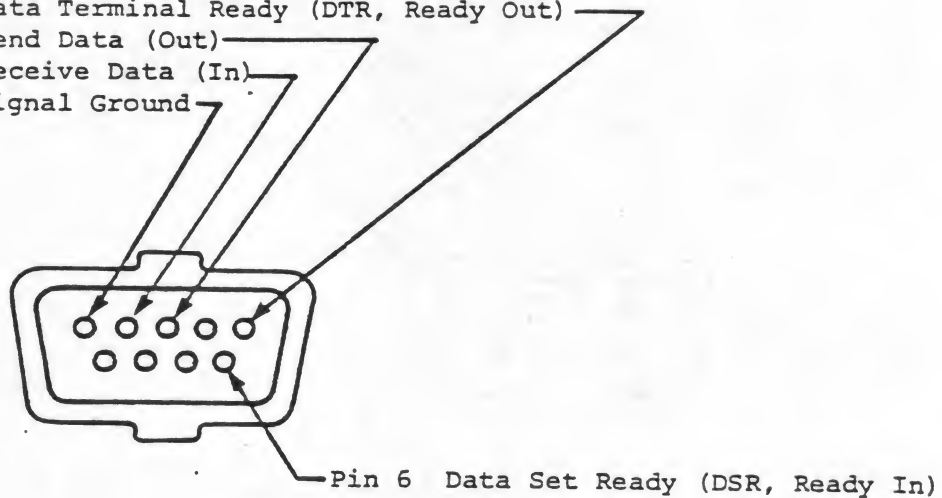 ata Terminal Ready (DTR, Ready Out)
end Data (Out)
eceive Data (In)
ignal Ground
Pin 6 Data Set Ready (DSR, Ready In)